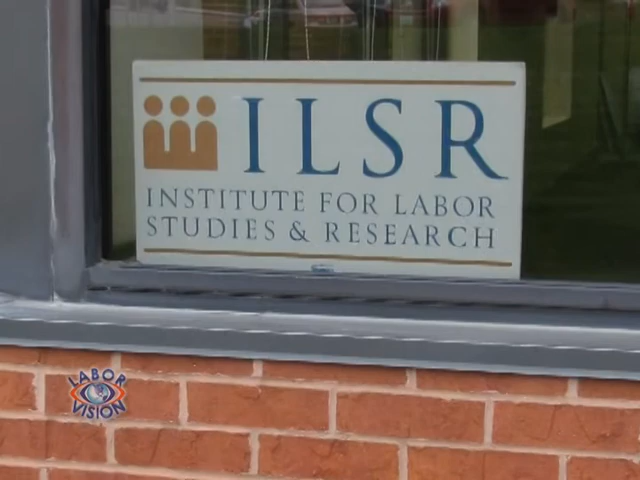 ILSR
INSTITUTE FOR LABOR
STUDIES & RESEARCH
LABOR
VISION